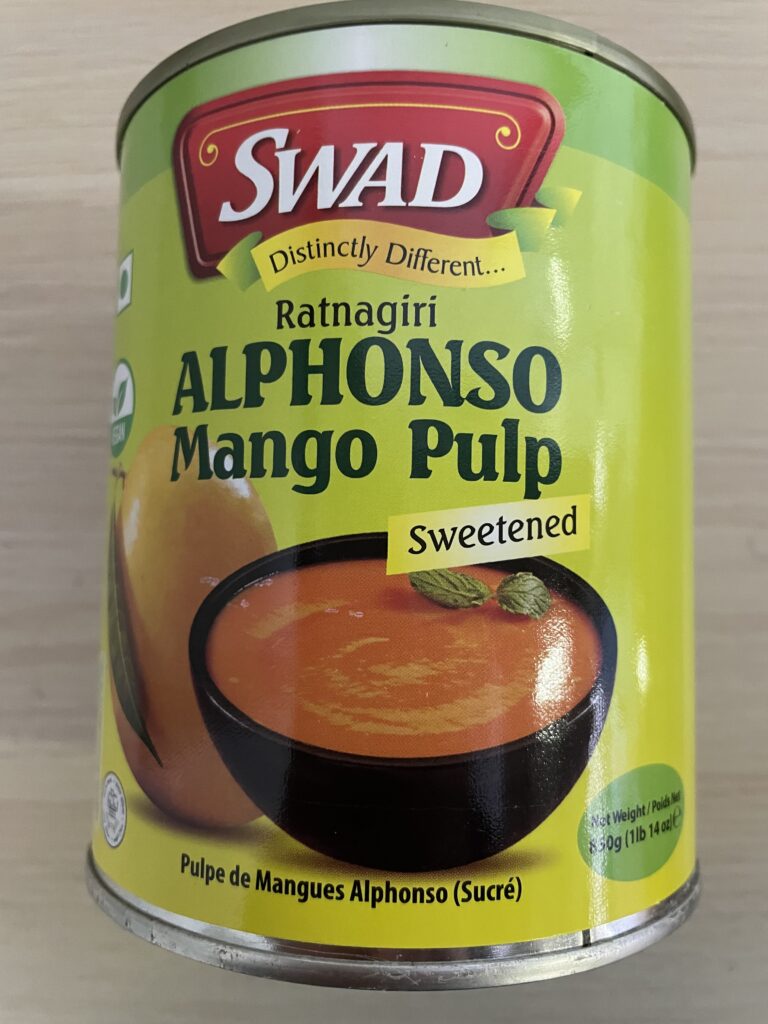 SWAD
Distinctly Different...
Ratnagiri
ALPHONSO
Mango Pulp
Sweetened
Net Weight / Poids Net
850g (1lb 14 oz) e
Pulpe de Mangues Alphonso (Sucré)